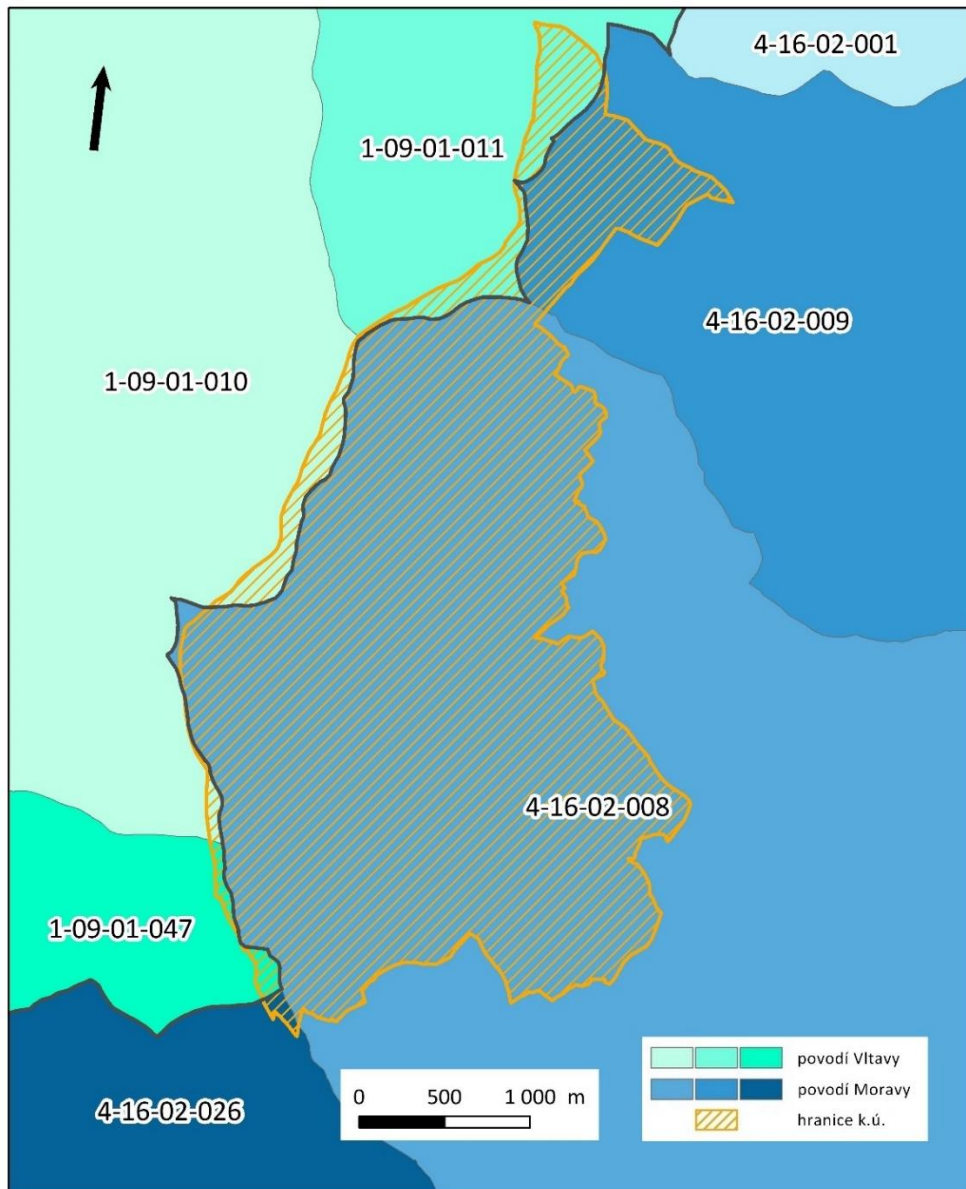 4-16-02-001
1-09-01-011
4-16-02-009
1-09-01-010
4-16-02-008
1-09-01-047
4-16-02-026
0 500 1 000 m
povodí Vltavy
povodí Moravy
hranice k.ú.